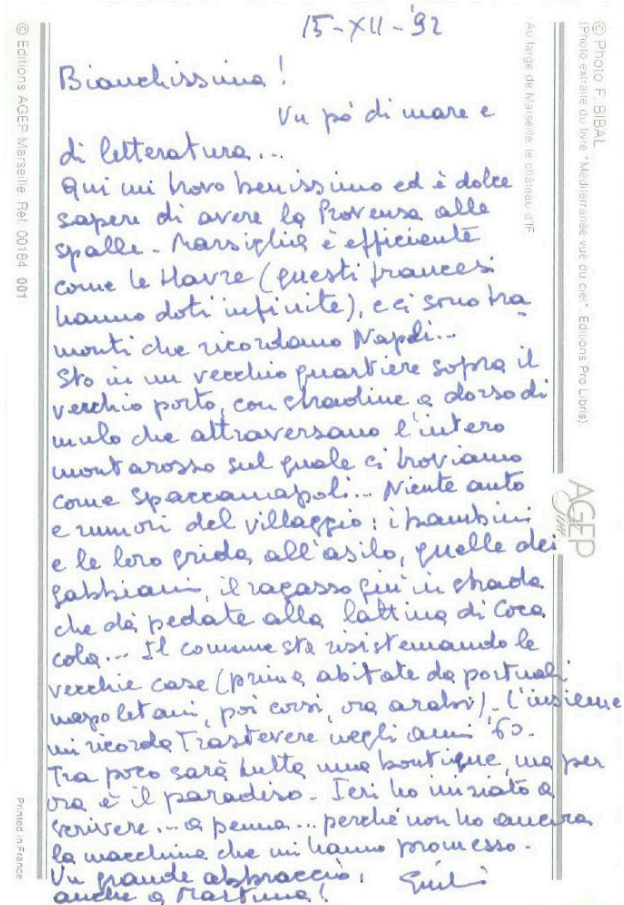 15-XII-'92
Bianchissima!
Un pò di mare e
di letteratura...
Qui mi trovo benissimo ed è dolce
sapere di avere la Provenza alle
spalle - Marsiglia è efficiente
come le Havre (questi francesi
hanno doti infinite), e ci sono tra
monti che ricordano Napoli...
Sto in un vecchio quartiere sopra il
vecchio porto, con stradine a dorso di
mulo che attraversano l'intero
montarosso sul quale ci troviamo
come Spaccanapoli... Niente auto
e rumori del villaggio: i bambini
e le loro grida all'asilo, quelle dei
gabbiani, il ragazzo giù in strada
che dà pedate alla lattina di Coca
cola... Il comune sta risistemando le
vecchie case (prima abitate da portuali
napoletani, poi corsi, ora arabi). L'insieme
mi ricorda Trastevere negli anni '60.
Tra poco sarà tutta una boutique, ma per
ora è il paradiso. Ieri ho iniziato a
scrivere... a penna... perché non ho ancora
la macchina che mi hanno promesso.
Un grande abbraccio,
anche a Martina!
© Editions AGEP Marseille Réf. 00184 001
Printed in France
Au large de Marseille: le château d'IF
© Photo F. BIBAL
(Photo extraite du livre "Méditerranée vue du ciel". Editions Pro Libris)
AGEP